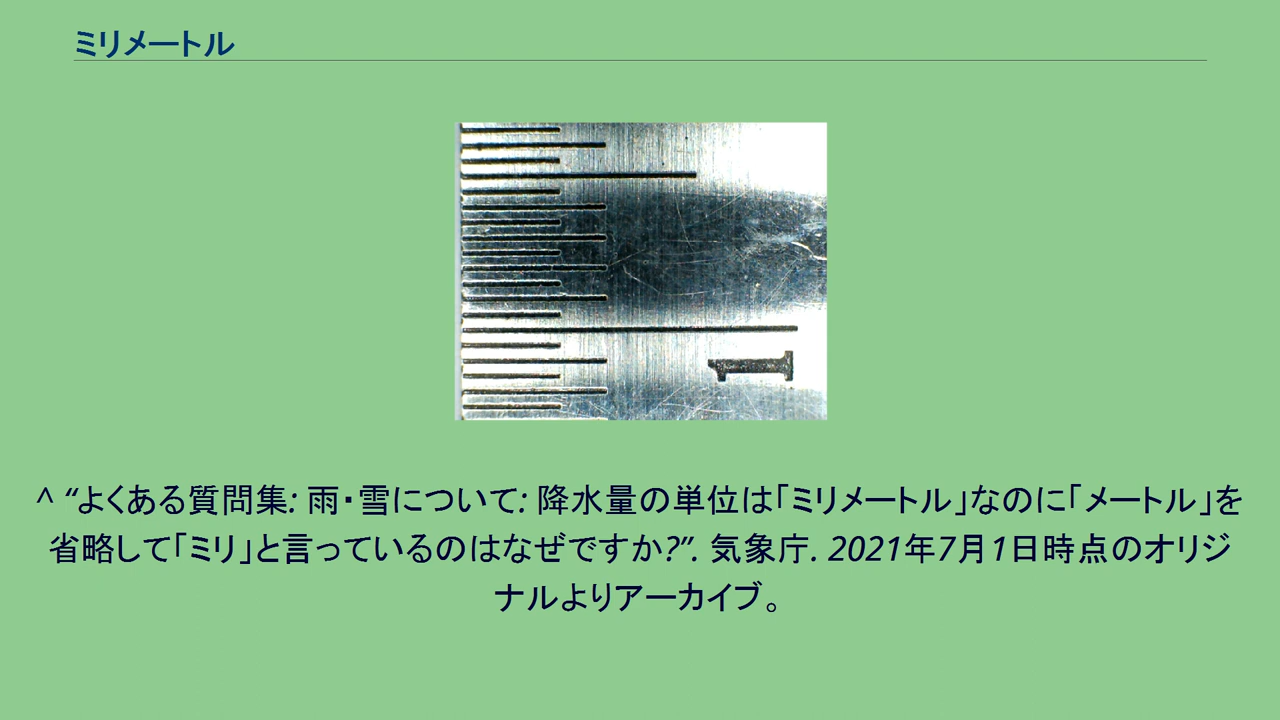 ミリメートル
1
^ “よくある質問集: 雨・雪について: 降水量の単位は「ミリメートル」なのに「メートル」を
省略して「ミリ」と言っているのはなぜですか?”. 気象庁. 2021年7月1日時点のオリジ
ナルよりアーカイブ。